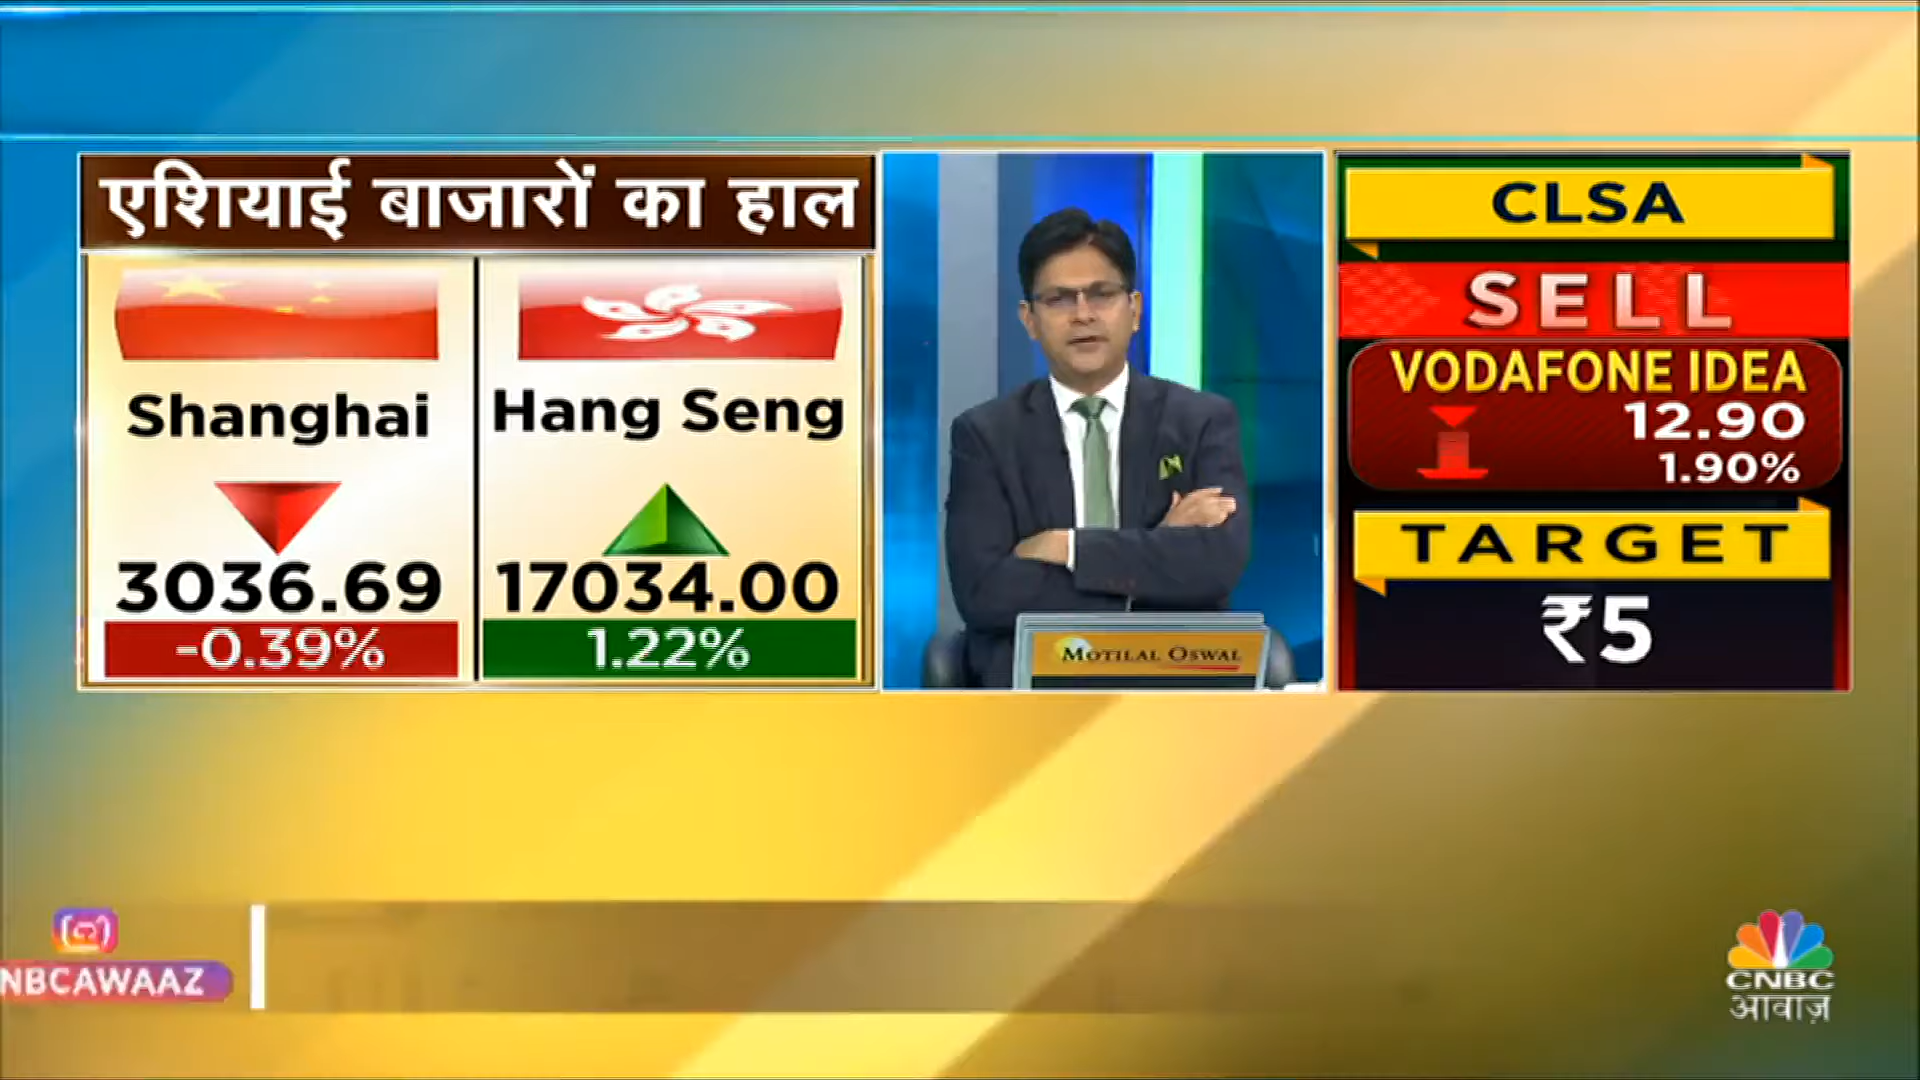 एशियाई बाजारों का हाल
Shanghai
3036.69
-0.39%
Hang Seng
17034.00
1.22%
MOTILAL OSWAL
CLSA
SELL
VODAFONE IDEA
12.90
1.90%
TARGET
₹5
NBCAWAAZ
CNBC
आवाज़